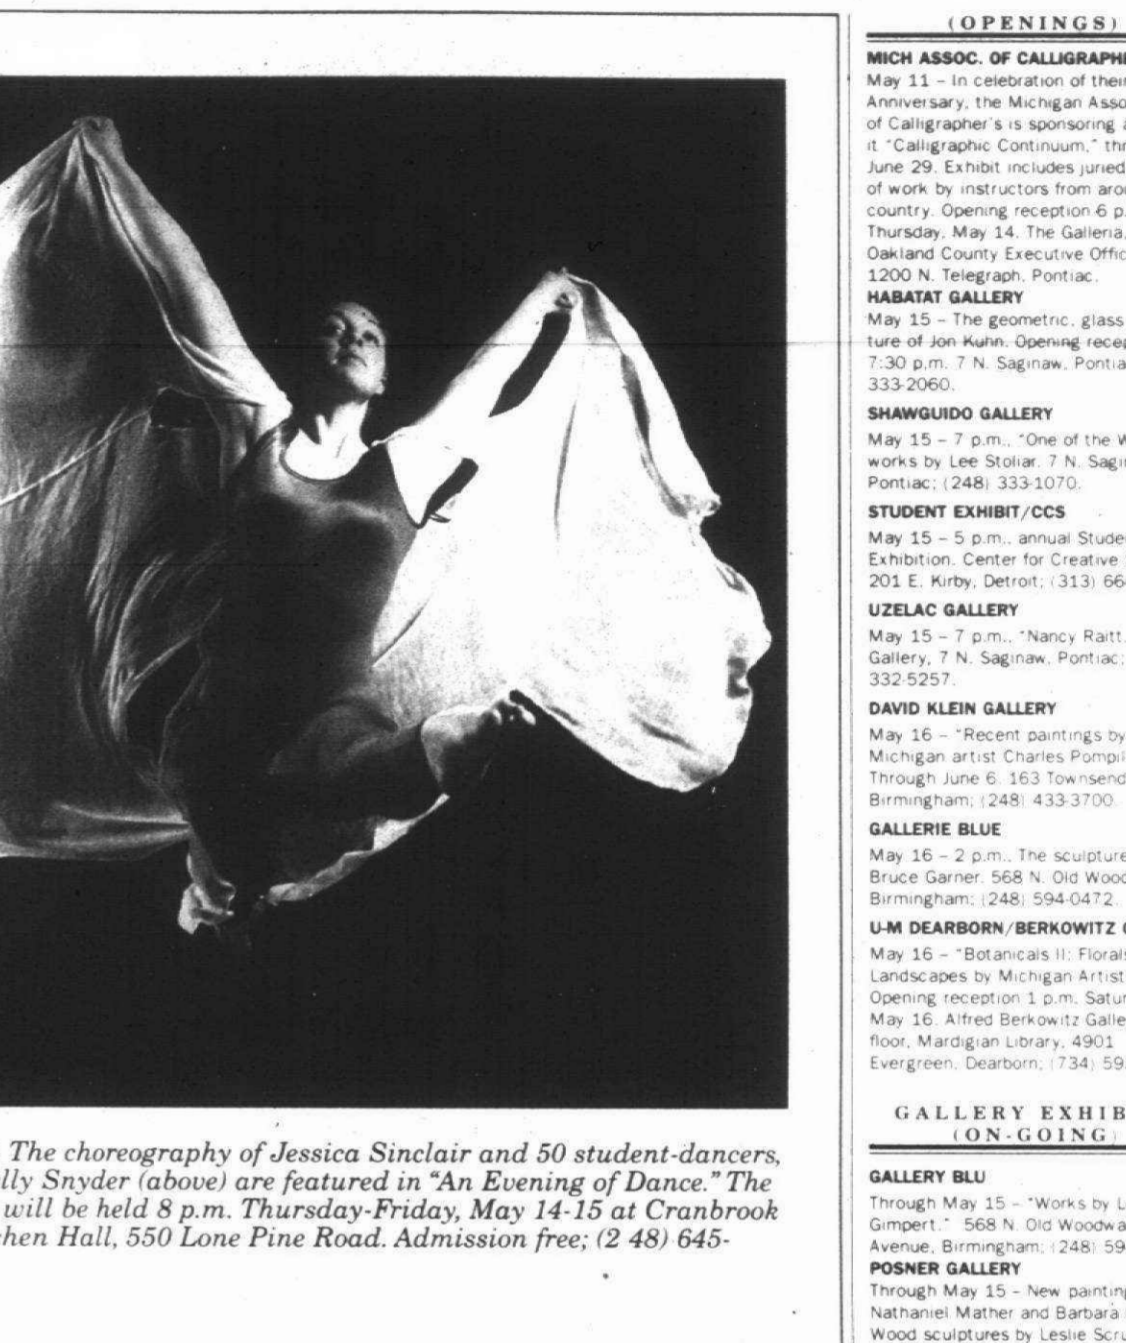 The choreography of Jessica Sinclair and 50 student-dancers,
lly Snyder (above) are featured in “An Evening of Dance.” The
will be held 8 p.m. Thursday-Friday, May 14-15 at Cranbrook
hen Hall, 550 Lone Pine Road. Admission free; (2 48) 645-
(OPENINGS)
MICH ASSOC. OF CALLIGRAPHE
May 11 – In celebration of their
Anniversary, the Michigan Asso
of Calligrapher's is sponsoring a
it "Calligraphic Continuum," thr
June 29. Exhibit includes juried
of work by instructors from arou
country. Opening reception 6 p.
Thursday, May 14. The Galleria,
Oakland County Executive Offic
1200 N. Telegraph, Pontiac.
HABATAT GALLERY
May 15 – The geometric, glass
ture of Jon Kuhn. Opening recep
7:30 p.m. 7 N. Saginaw, Pontia
333-2060.
SHAWGUIDO GALLERY
May 15 – 7 p.m., "One of the W
works by Lee Stoliar. 7 N. Sagin
Pontiac; (248) 333-1070.
STUDENT EXHIBIT/CCS
May 15 – 5 p.m., annual Stude
Exhibition. Center for Creative
201 E. Kirby, Detroit; (313) 66
UZELAC GALLERY
May 15 – 7 p.m., "Nancy Raitt.
Gallery, 7 N. Saginaw, Pontiac;
332-5257.
DAVID KLEIN GALLERY
May 16 – "Recent paintings by
Michigan artist Charles Pompil
Through June 6. 163 Townsend
Birmingham; (248) 433-3700.
GALLERIE BLUE
May 16 – 2 p.m., The sculpture
Bruce Garner. 568 N. Old Wood
Birmingham; (248) 594-0472.
U-M DEARBORN/BERKOWITZ G
May 16 – "Botanicals II: Florals
Landscapes by Michigan Artist
Opening reception 1 p.m. Satur
May 16. Alfred Berkowitz Galle
floor, Mardigian Library, 4901
Evergreen, Dearborn; (734) 59
GALLERY EXHIB
(ON-GOING)
GALLERY BLU
Through May 15 – "Works by L
Gimpert." 568 N. Old Woodwa
Avenue, Birmingham; (248) 59
POSNER GALLERY
Through May 15 – New painting
Nathaniel Mather and Barbara
Wood sculptures by Leslie Scru